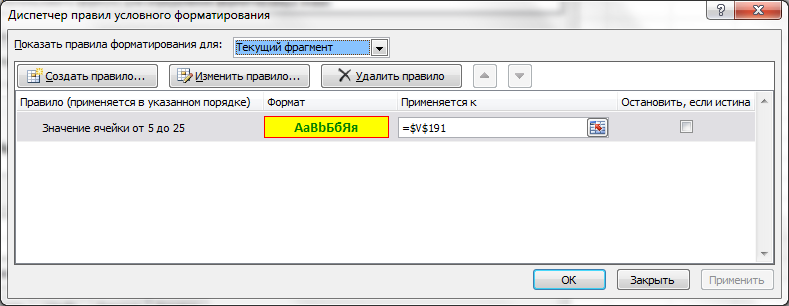 Диспетчер правил условного форматирования
Показать правила форматирования для: Текущий фрагмент
Создать правило... Изменить правило... Удалить правило
Правило (применяется в указанном порядке) Формат Применяется к Остановить, если истина
Значение ячейки от 5 до 25 АаВbБбЯя =$V$191
ОК Закрыть Применить